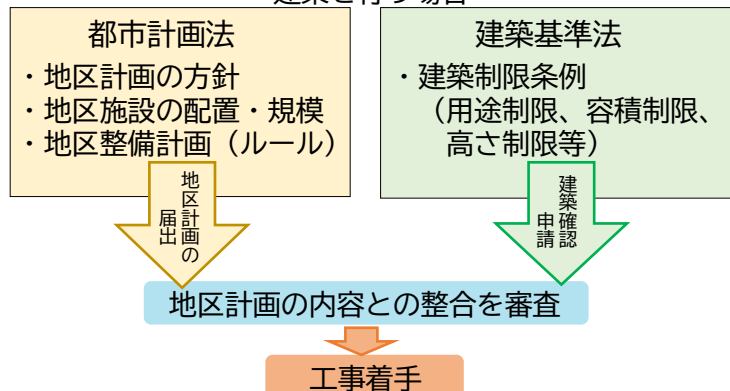 都市計画法
・地区計画の方針
・地区施設の配置・規模
・地区整備計画（ルール）
建築基準法
・建築制限条例
（用途制限、容積制限、
高さ制限等）
地区計画の
届出
建築確認
申請
地区計画の内容との整合を審査
工事着手